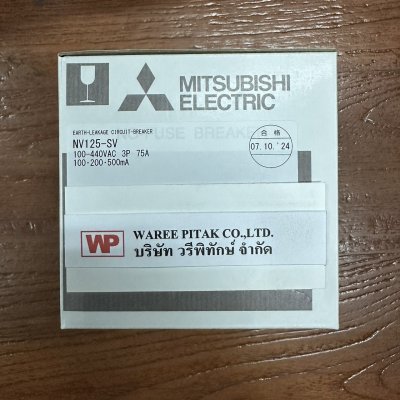 MITSUBISHI
ELECTRIC
EARTH-LEAKAGE CIRCUIT-BREAKER
NV125-SV
100-440VAC 3P 75A
100·200·500mA
FUSE BREAKER
合格
07.10.'24
WP
WAREE PITAK CO.,LTD.
บริษัท วรีพิทักษ์ จำกัด